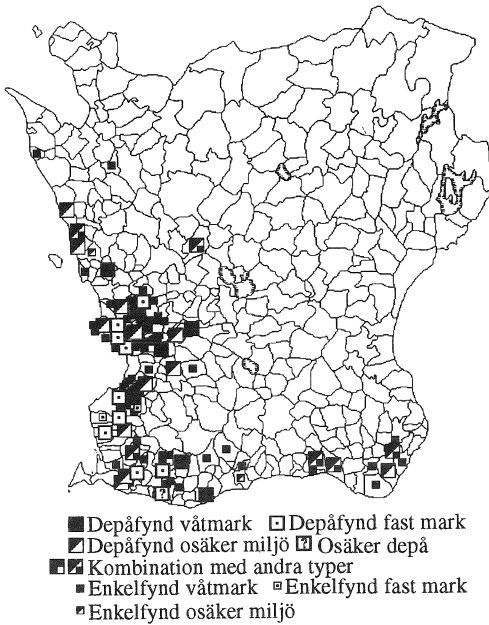 ?
Depåfynd våtmark Depåfynd fast mark
Depåfynd osäker miljö ? Osäker depå
Kombination med andra typer
Enkelfynd våtmark Enkelfynd fast mark
Enkelfynd osäker miljö